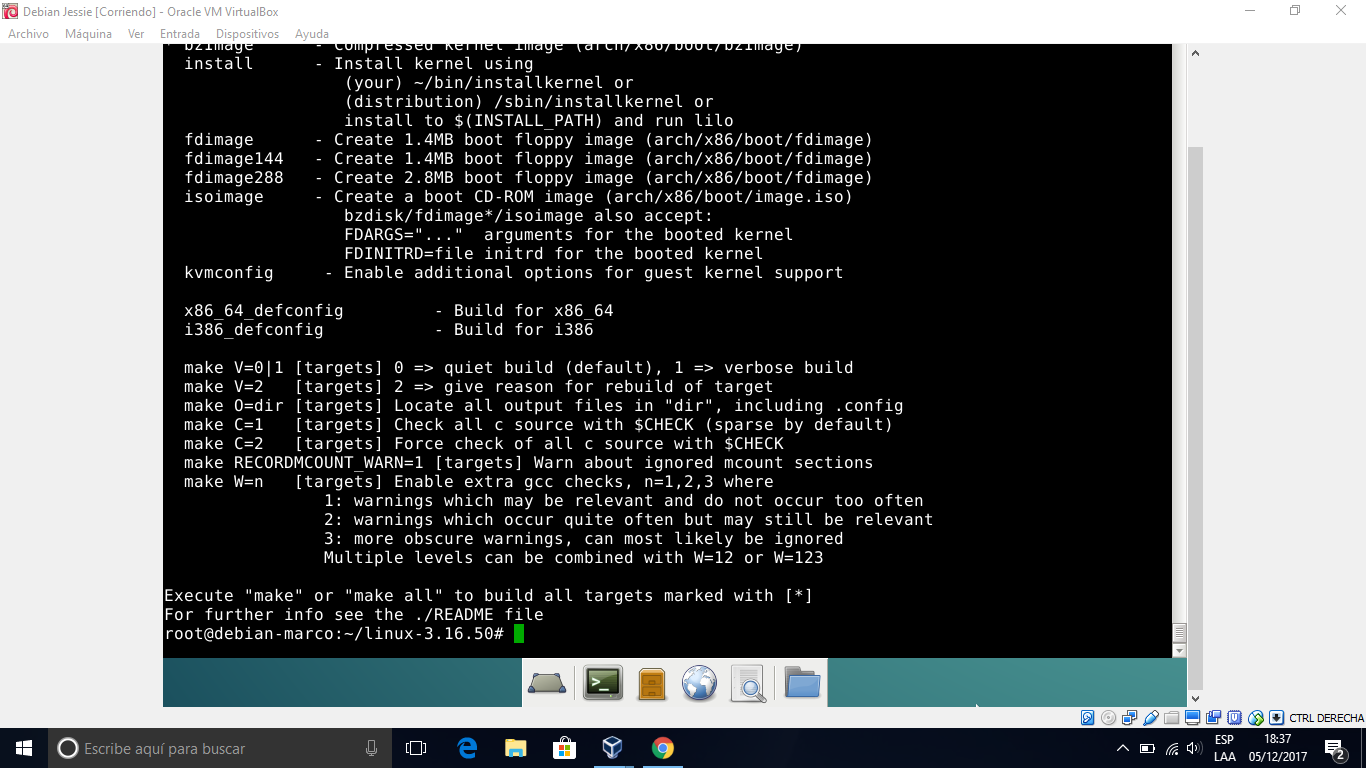 Debian Jessie [Corriendo] - Oracle VM VirtualBox
Archivo Máquina Ver Entrada Dispositivos Ayuda
* bzImage - Compressed kernel image (arch/x86/boot/bzImage)
install - Install kernel using
(your) ~/bin/installkernel or
(distribution) /sbin/installkernel or
install to $(INSTALL_PATH) and run lilo
fdimage - Create 1.4MB boot floppy image (arch/x86/boot/fdimage)
fdimage144 - Create 1.4MB boot floppy image (arch/x86/boot/fdimage)
fdimage288 - Create 2.8MB boot floppy image (arch/x86/boot/fdimage)
isoimage - Create a boot CD-ROM image (arch/x86/boot/image.iso)
bzdisk/fdimage*/isoimage also accept:
FDARGS="..." arguments for the booted kernel
FDINITRD=file initrd for the booted kernel
kvmconfig - Enable additional options for guest kernel support
x86_64_defconfig - Build for x86_64
i386_defconfig - Build for i386
make V=0|1 [targets] 0 => quiet build (default), 1 => verbose build
make V=2 [targets] 2 => give reason for rebuild of target
make O=dir [targets] Locate all output files in "dir", including .config
make C=1 [targets] Check all c source with $CHECK (sparse by default)
make C=2 [targets] Force check of all c source with $CHECK
make RECORDMCOUNT_WARN=1 [targets] Warn about ignored mcount sections
make W=n [targets] Enable extra gcc checks, n=1,2,3 where
1: warnings which may be relevant and do not occur too often
2: warnings which occur quite often but may still be relevant
3: more obscure warnings, can most likely be ignored
Multiple levels can be combined with W=12 or W=123
Execute "make" or "make all" to build all targets marked with [*]
For further info see the ./README file
root@debian-marco:~/linux-3.16.50#
CTRL DERECHA
Escribe aquí para buscar
ESP
LAA
18:37
05/12/2017
2